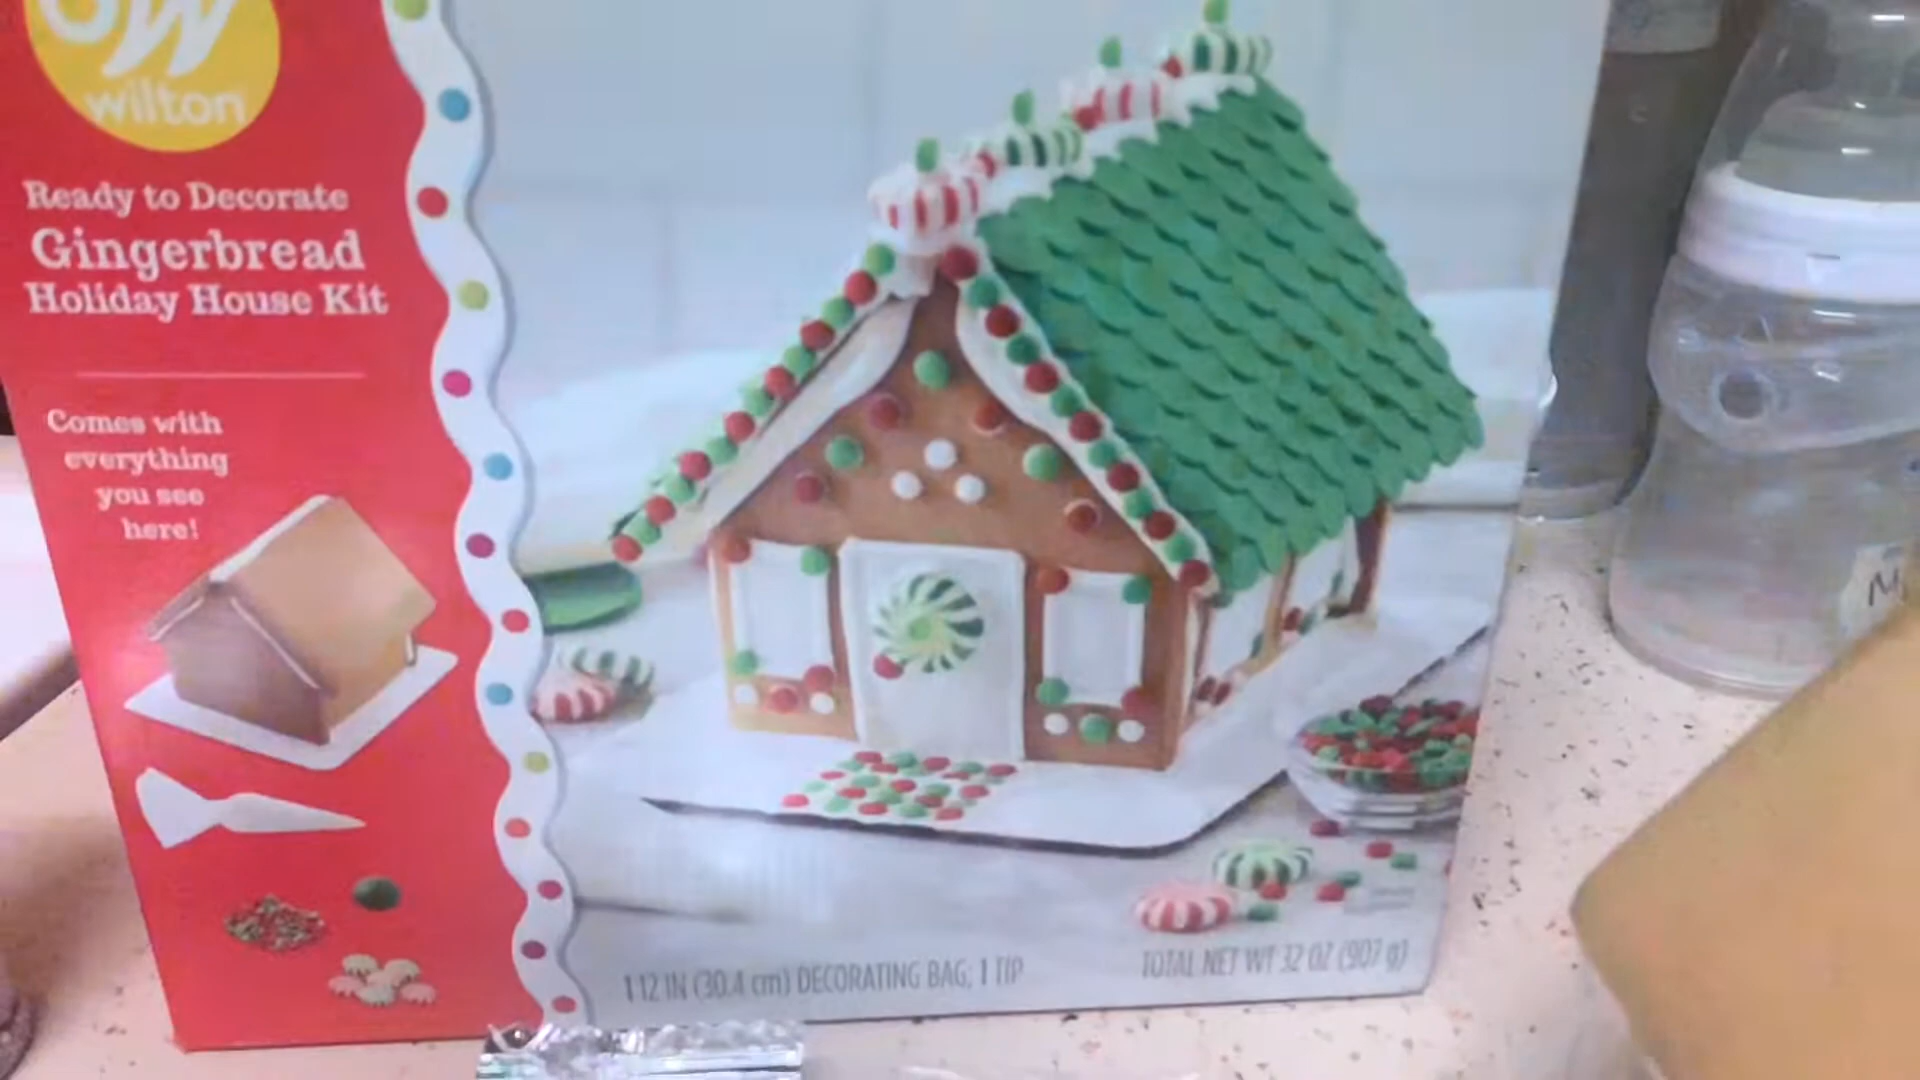 wilton
Ready to Decorate
Gingerbread
Holiday House Kit
Comes with
everything
you see
here!
1 12 IN (30.4 cm) DECORATING BAG; 1 TIP
TOTAL NET WT 32 OZ (907 g)
M